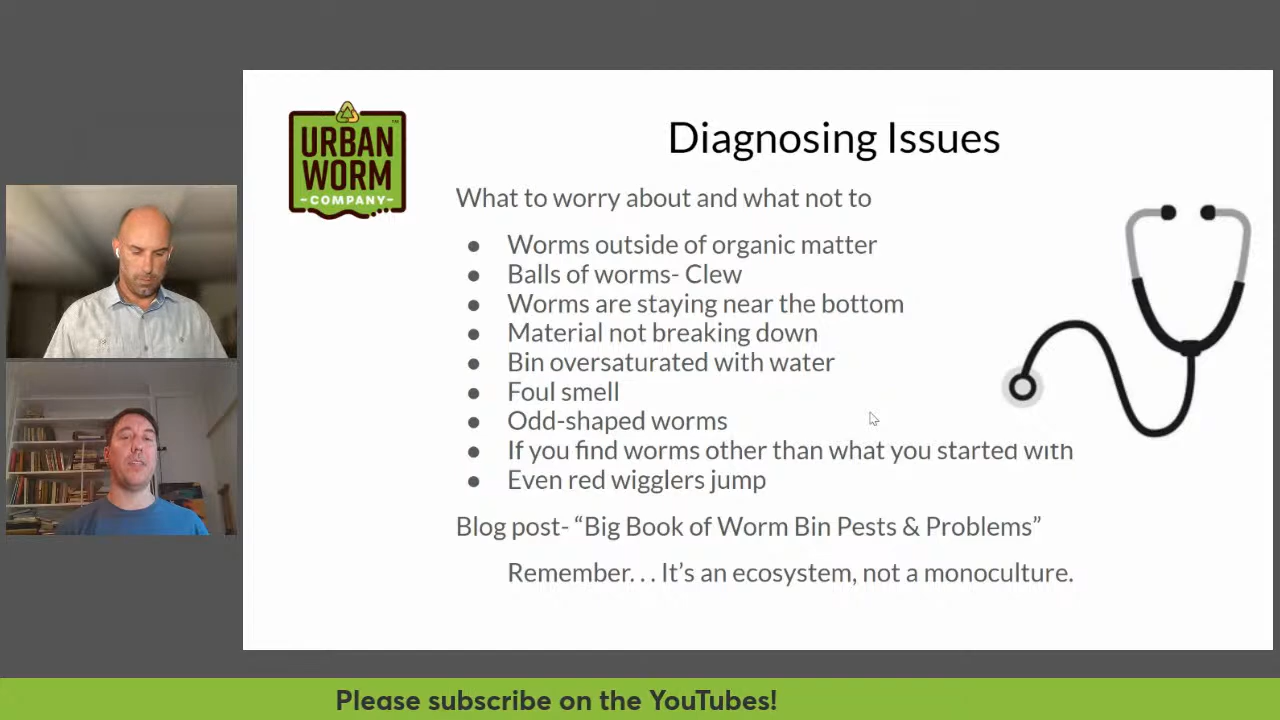 URBAN
WORM
-COMPANY-
™
Diagnosing Issues
What to worry about and what not to
● Worms outside of organic matter
● Balls of worms- Clew
● Worms are staying near the bottom
● Material not breaking down
● Bin oversaturated with water
● Foul smell
● Odd-shaped worms
● If you find worms other than what you started with
● Even red wigglers jump
Blog post- “Big Book of Worm Bin Pests & Problems”
Remember. . . It’s an ecosystem, not a monoculture.
Please subscribe on the YouTubes!